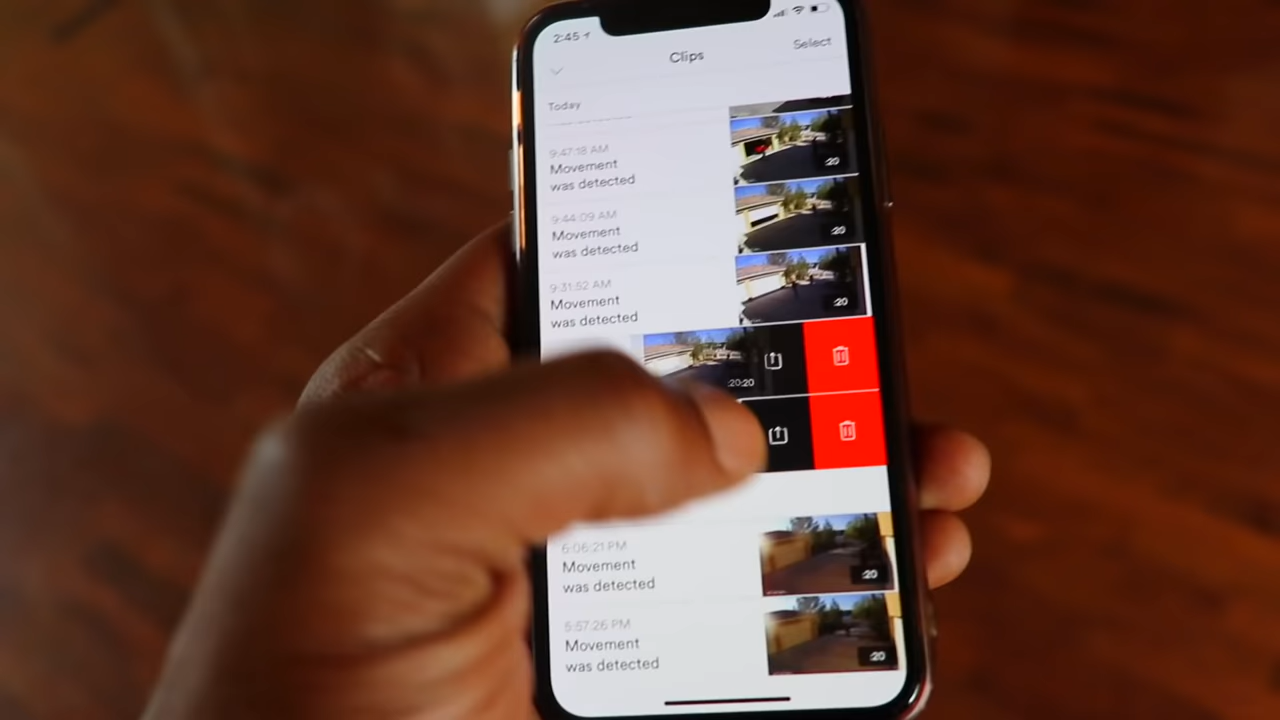 2:45
Clips
Select
Today
9:47:18 AM
Movement
was detected
:20
9:44:09 AM
Movement
was detected
:20
9:31:52 AM
Movement
was detected
:20
:20:20
6:06:21 PM
Movement
was detected
:20
5:57:26 PM
Movement
was detected
:20